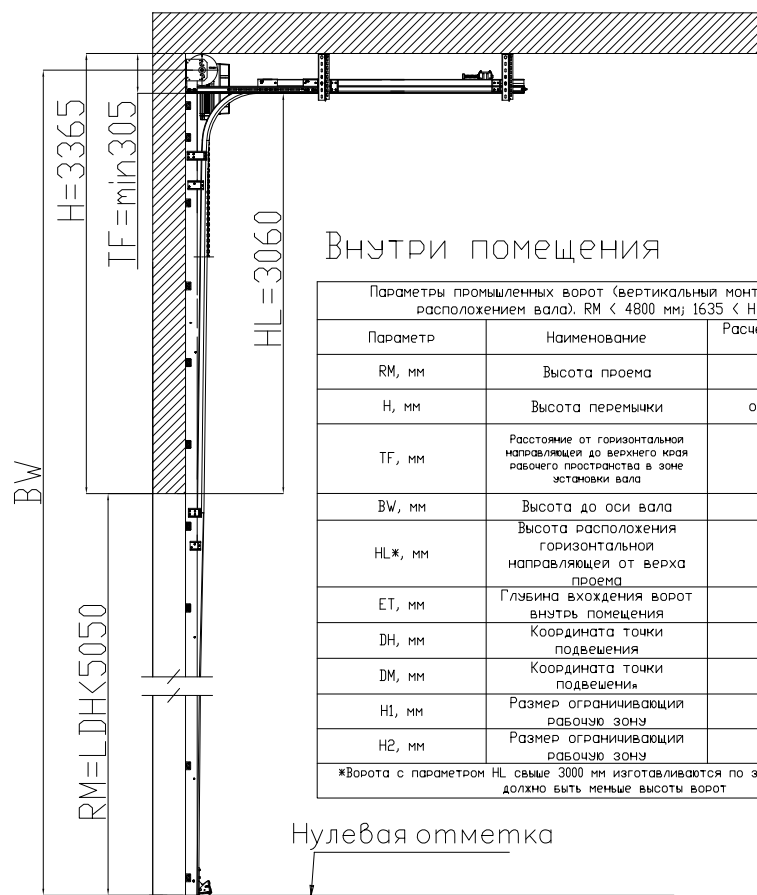 H=3365
TF=min305
HL=3060
BW
RM=LDH<5050
Внутри помещения
Параметры промышленных ворот (вертикальный монт
расположением вала). RM < 4800 мм; 1635 < H
Параметр
Наименование
Расче
RM, мм
Высота проема
H, мм
Высота перемычки
о
TF, мм
Расстояние от горизонтальной
направляющей до верхнего края
рабочего пространства в зоне
установки вала
BW, мм
Высота до оси вала
HL*, мм
Высота расположения
горизонтальной
направляющей от верха
проема
ET, мм
Глубина вхождения ворот
внутрь помещения
DH, мм
Координата точки
подвешения
DM, мм
Координата точки
подвешения
H1, мм
Размер ограничивающий
рабочую зону
H2, мм
Размер ограничивающий
рабочую зону
*Ворота с параметром HL свыше 3000 мм изготавливаются по з
должно быть меньше высоты ворот
Нулевая отметка